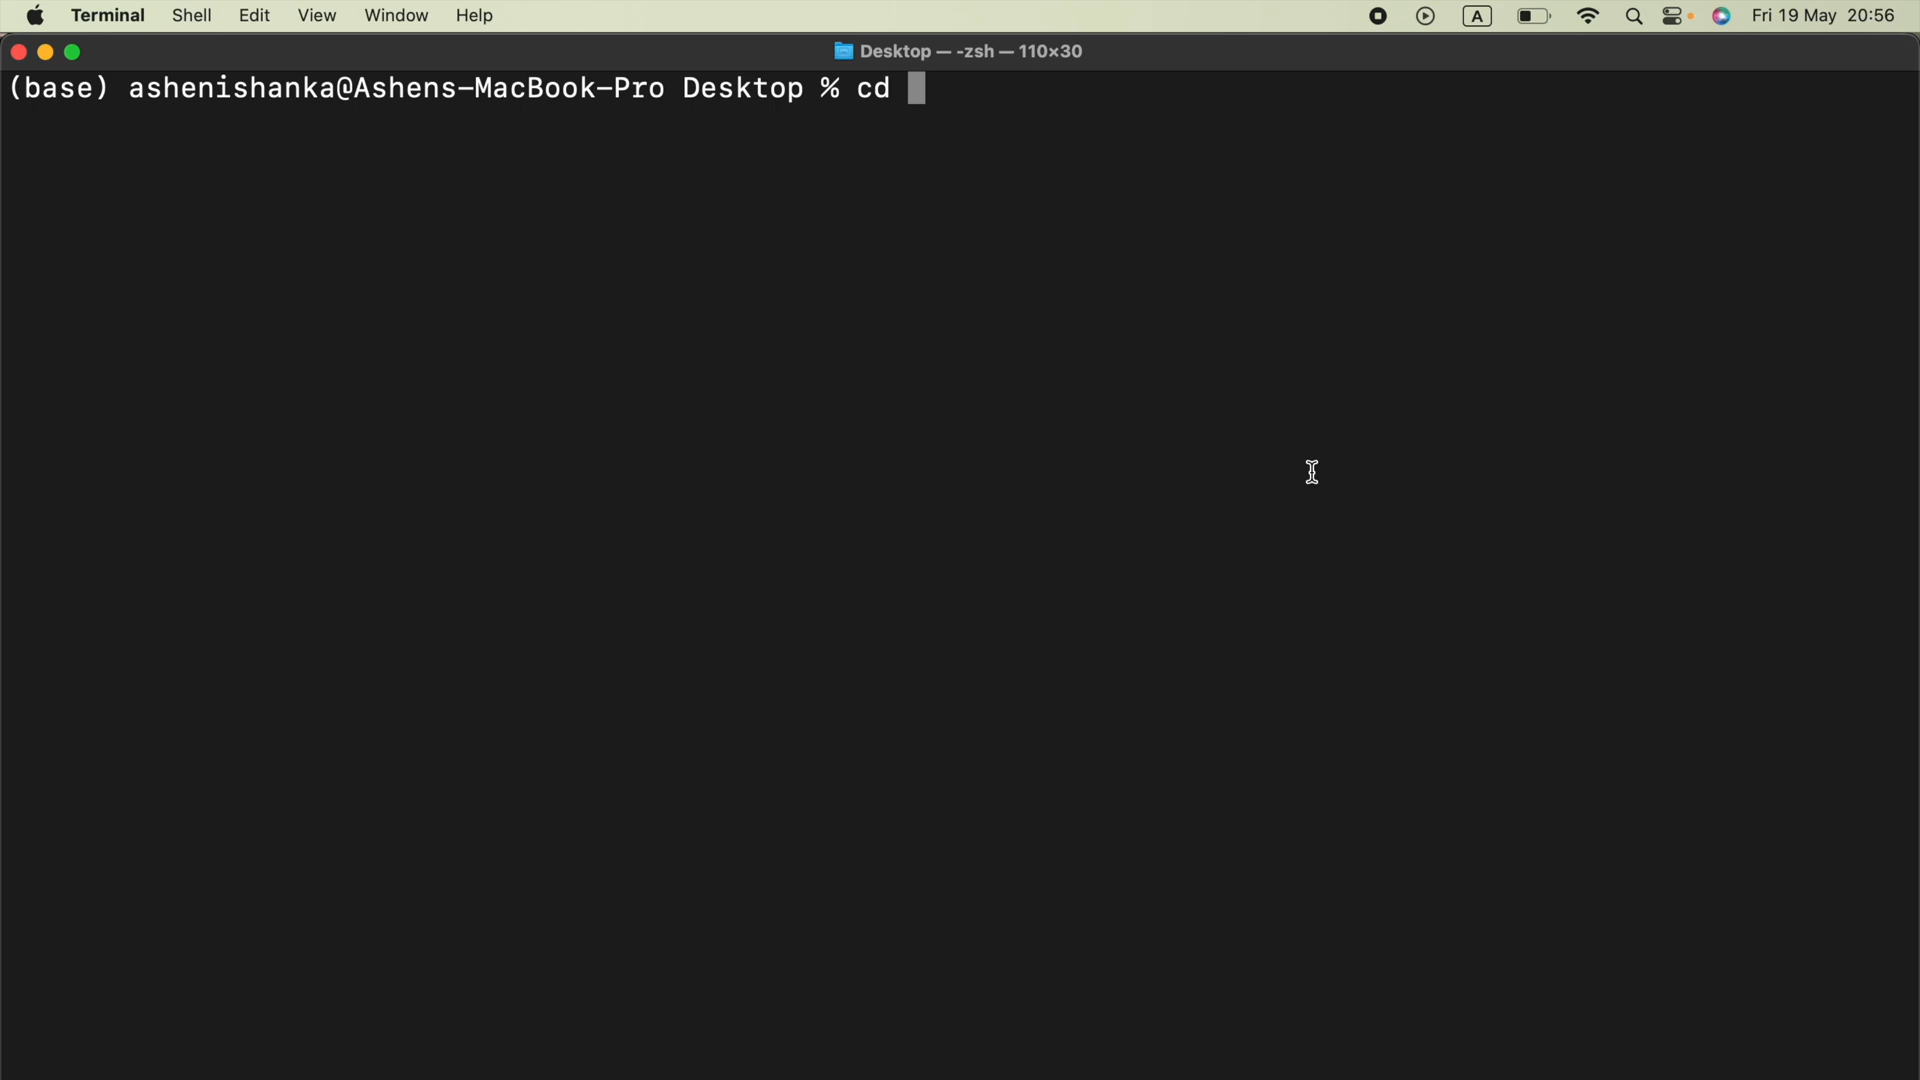 Terminal Shell Edit View Window Help A Fri 19 May 20:56
Desktop — -zsh — 110×30
(base) ashenishanka@Ashens-MacBook-Pro Desktop % cd